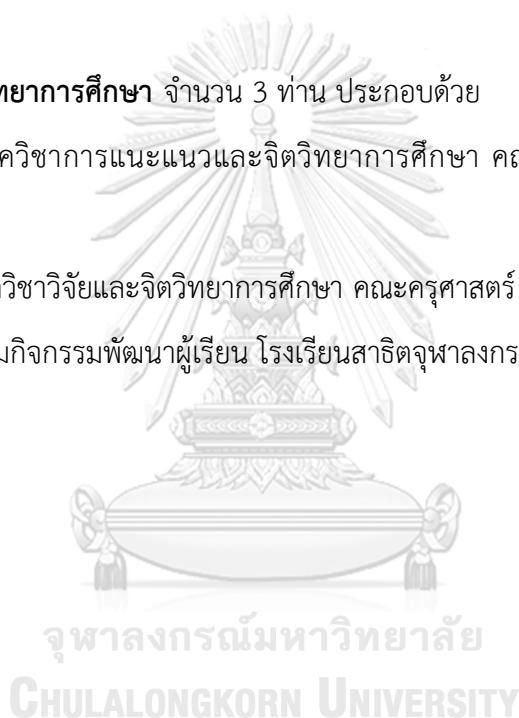 ทยาการศึกษา จำนวน 3 ท่าน ประกอบด้วย
ควิชาการแนะแนวและจิตวิทยาการศึกษา คณ
วิชาวิจัยและจิตวิทยาการศึกษา คณะครุศาสตร์
มกิจกรรมพัฒนาผู้เรียน โรงเรียนสาธิตจุฬาลงกร
จุฬาลงกรณ์มหาวิทยาลัย
CHULALONGKORN UNIVERSITY